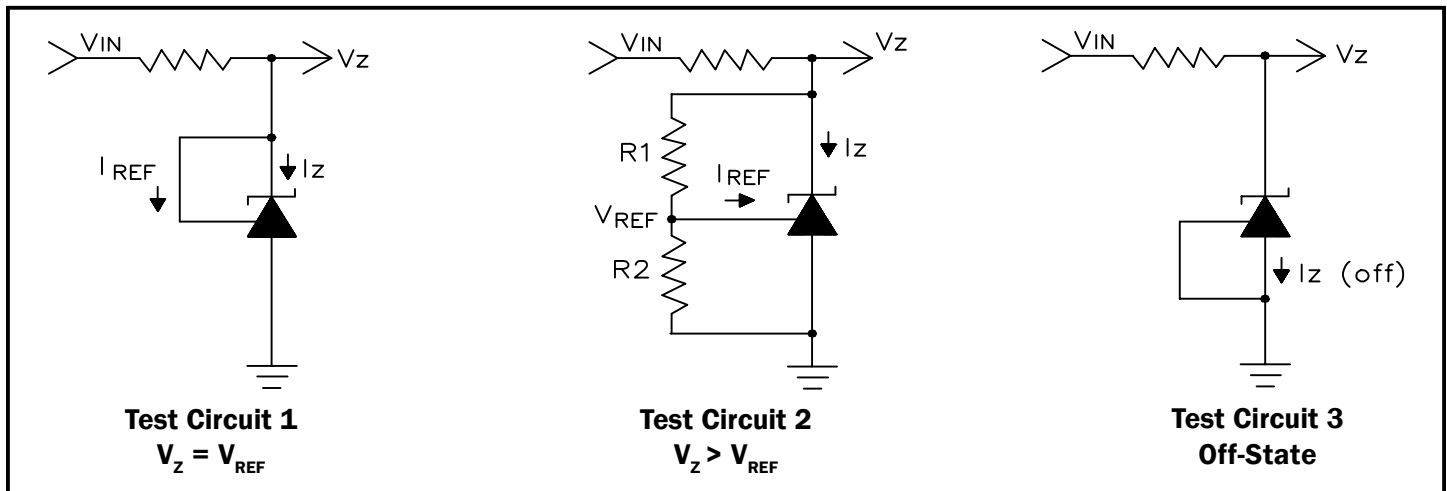 VIN
Vz
IREF
Iz
Test Circuit 1
VZ = VREF
VIN
Vz
R1
Iz
IREF
VREF
R2
Test Circuit 2
VZ > VREF
VIN
Vz
Iz (off)
Test Circuit 3
Off-State